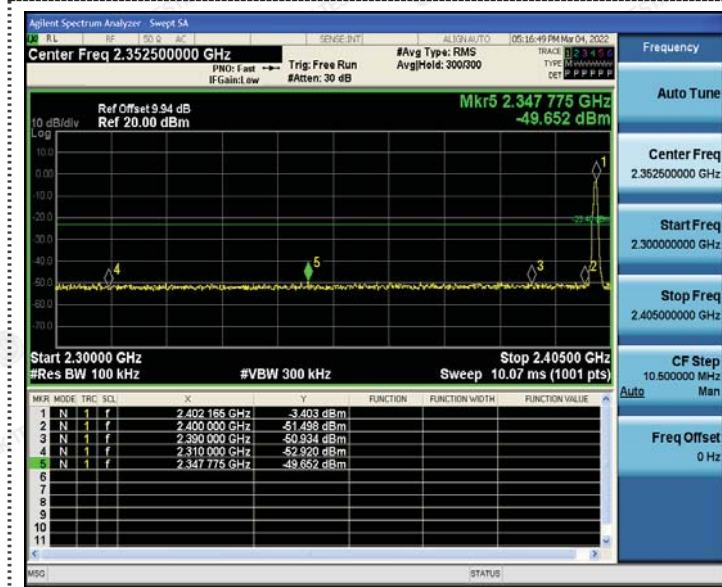 Agilent Spectrum Analyzer - Swept SA
RL RF 50 Ω AC SENSE:INT ALIGN AUTO 05:16:49 PM Mar 04, 2022
Center Freq 2.352500000 GHz
PNO: Fast
IFGain:Low
Trig: Free Run
#Atten: 30 dB
#Avg Type: RMS
Avg|Hold: 300/300
TRACE 1 2 3 4 5 6
TYPE M
DET P P P P P P
Ref Offset 9.94 dB
Ref 20.00 dBm
10 dB/div
Log
Mkr5 2.347 775 GHz
-49.652 dBm
10.0
0.00
-10.0
-20.0
-30.0
-40.0
-50.0
-60.0
-70.0
1
2
3
4
5
Start 2.30000 GHz
Stop 2.40500 GHz
#Res BW 100 kHz
#VBW 300 kHz
Sweep 10.07 ms (1001 pts)
MKR MODE TRC SCL X Y FUNCTION FUNCTION WIDTH FUNCTION VALUE
1 N 1 f 2.402 165 GHz -3.403 dBm
2 N 1 f 2.400 000 GHz -51.498 dBm
3 N 1 f 2.390 000 GHz -50.934 dBm
4 N 1 f 2.310 000 GHz -52.920 dBm
5 N 1 f 2.347 775 GHz -49.652 dBm
6
7
8
9
10
11
MSG
STATUS
Frequency
Auto Tune
Center Freq
2.352500000 GHz
Start Freq
2.300000000 GHz
Stop Freq
2.405000000 GHz
CF Step
10.500000 MHz
Auto Man
Freq Offset
0 Hz